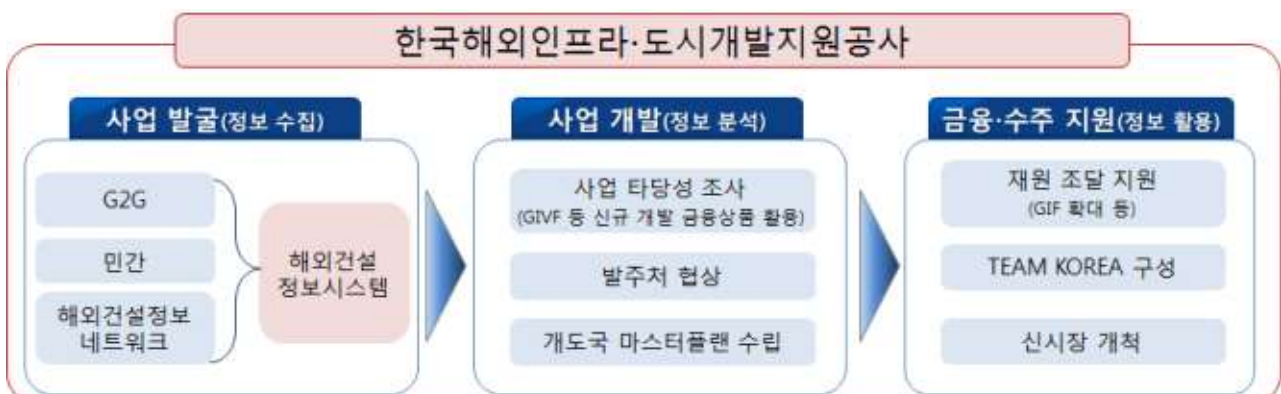 한국해외인프라·도시개발지원공사
사업 발굴(정보 수집)
G2G
민간
해외건설정보
네트워크
해외건설
정보시스템
사업 개발(정보 분석)
사업 타당성 조사
(GIVF 등 신규 개발 금융상품 활용)
발주처 협상
개도국 마스터플랜 수립
금융·수주 지원(정보 활용)
재원 조달 지원
(GIF 확대 등)
TEAM KOREA 구성
신시장 개척